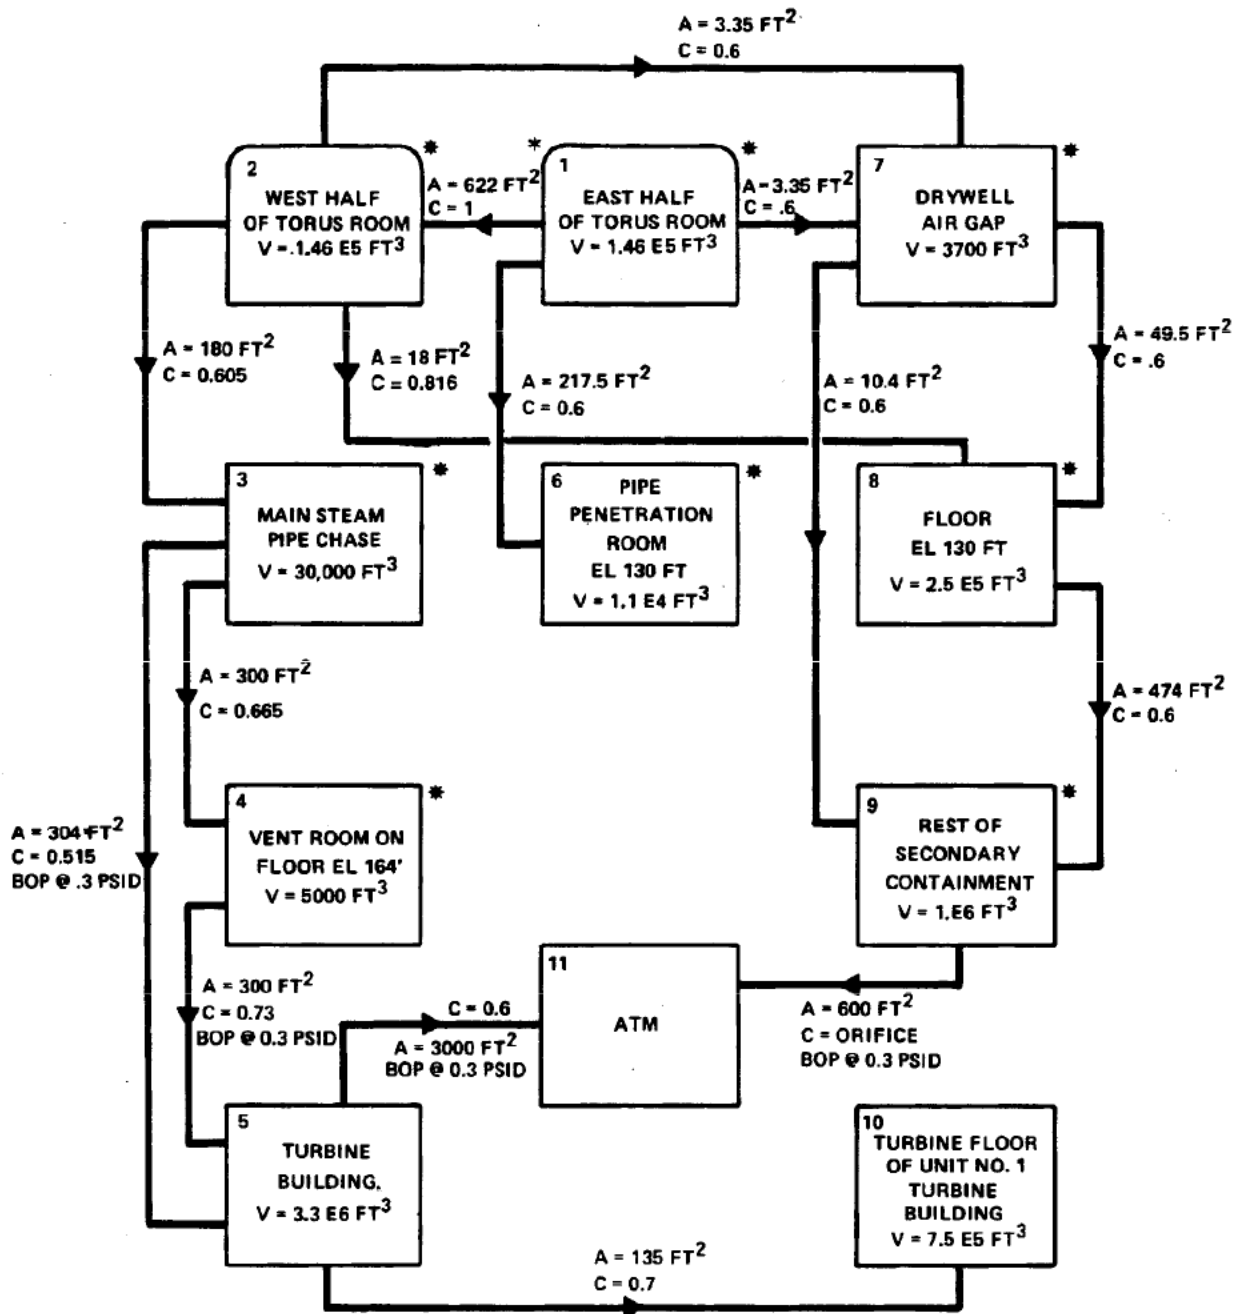 A = 3.35 FT2
C = 0.6
*
*
*
*
2
WEST HALF
OF TORUS ROOM
V = .1.46 E5 FT3
A = 622 FT2
C = 1
1
EAST HALF
OF TORUS ROOM
V = 1.46 E5 FT3
A =3.35 FT2
C = .6
7
DRYWELL
AIR GAP
V = 3700 FT3
A = 180 FT2
C = 0.605
A = 18 FT2
C = 0.816
A = 217.5 FT2
C = 0.6
A = 10.4 FT2
C = 0.6
A = 49.5 FT2
C = .6
*
*
*
3
MAIN STEAM
PIPE CHASE
V = 30,000 FT3
6
PIPE
PENETRATION
ROOM
EL 130 FT
V = 1.1 E4 FT3
8
FLOOR
EL 130 FT
V = 2.5 E5 FT3
A = 300 FT2
C = 0.665
A = 474 FT2
C = 0.6
*
*
4
VENT ROOM ON
FLOOR EL 164'
V = 5000 FT3
9
REST OF
SECONDARY
CONTAINMENT
V = 1.E6 FT3
A = 304 FT2
C = 0.515
BOP @ .3 PSID
A = 300 FT2
C = 0.73
BOP @ 0.3 PSID
C = 0.6
A = 3000 FT2
BOP @ 0.3 PSID
11
ATM
A = 600 FT2
C = ORIFICE
BOP @ 0.3 PSID
5
TURBINE
BUILDING.
V = 3.3 E6 FT3
10
TURBINE FLOOR
OF UNIT NO. 1
TURBINE
BUILDING
V = 7.5 E5 FT3
A = 135 FT2
C = 0.7